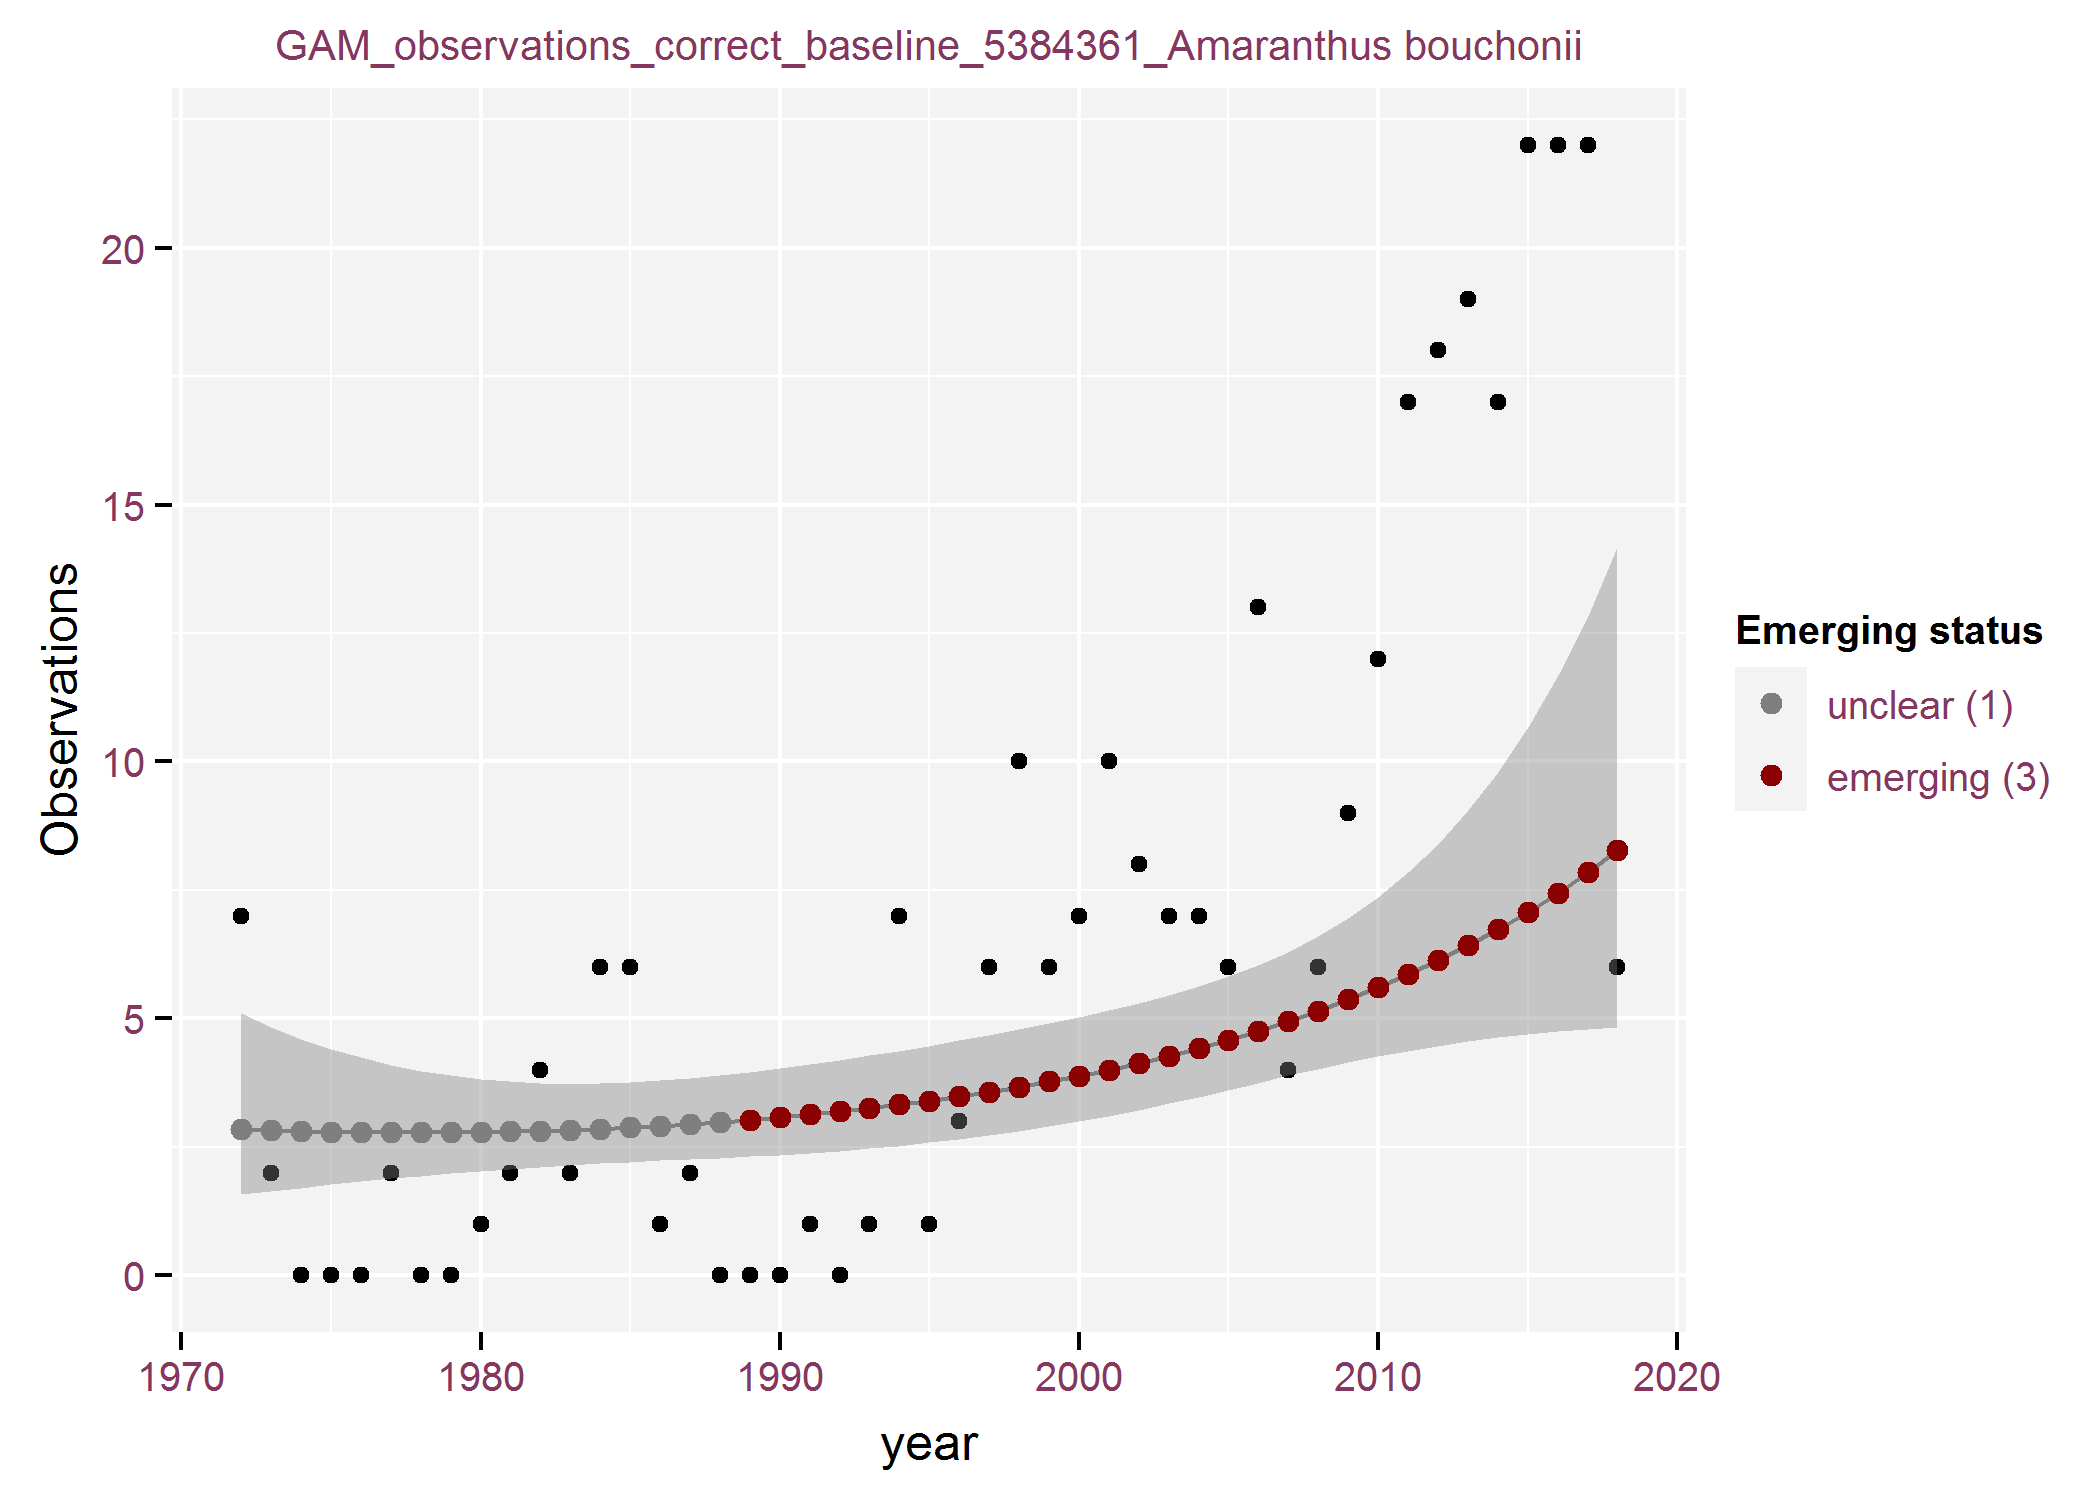 GAM_observations_correct_baseline_5384361_Amaranthus bouchonii
Observations
20
15
10
5
0
1970 1980 1990 2000 2010 2020
year
Emerging status
unclear (1)
emerging (3)